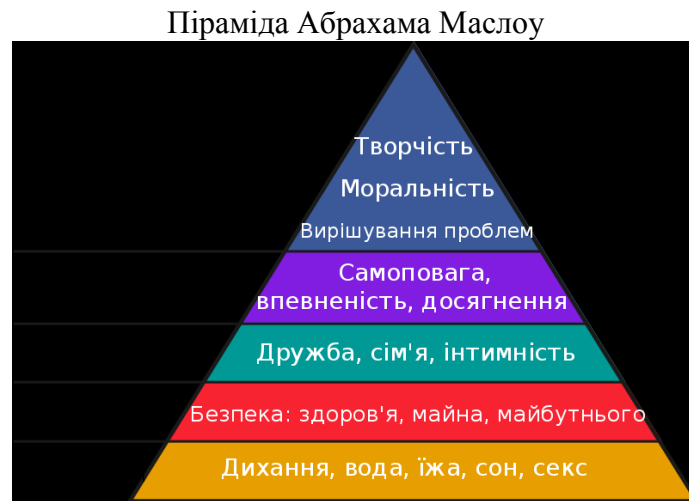 Піраміда Абрахама Маслоу
Творчість
Моральність
Вирішування проблем
Самоповага,
впевненість, досягнення
Дружба, сім'я, інтимність
Безпека: здоров'я, майна, майбутнього
Дихання, вода, їжа, сон, секс